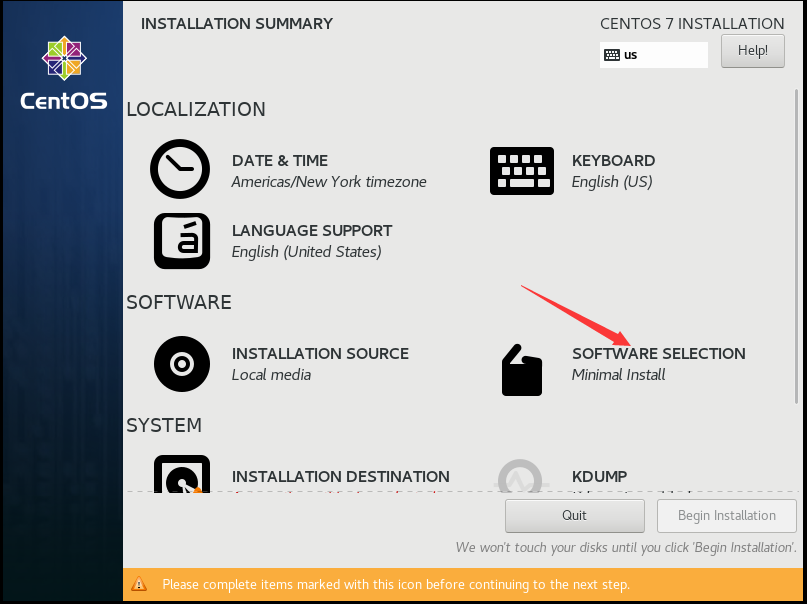 INSTALLATION SUMMARY
CENTOS 7 INSTALLATION
us
Help!
CentOS
LOCALIZATION
DATE & TIME
Americas/New York timezone
KEYBOARD
English (US)
á
LANGUAGE SUPPORT
English (United States)
SOFTWARE
INSTALLATION SOURCE
Local media
SOFTWARE SELECTION
Minimal Install
SYSTEM
INSTALLATION DESTINATION
KDUMP
Quit
Begin Installation
We won't touch your disks until you click 'Begin Installation'.
Please complete items marked with this icon before continuing to the next step.